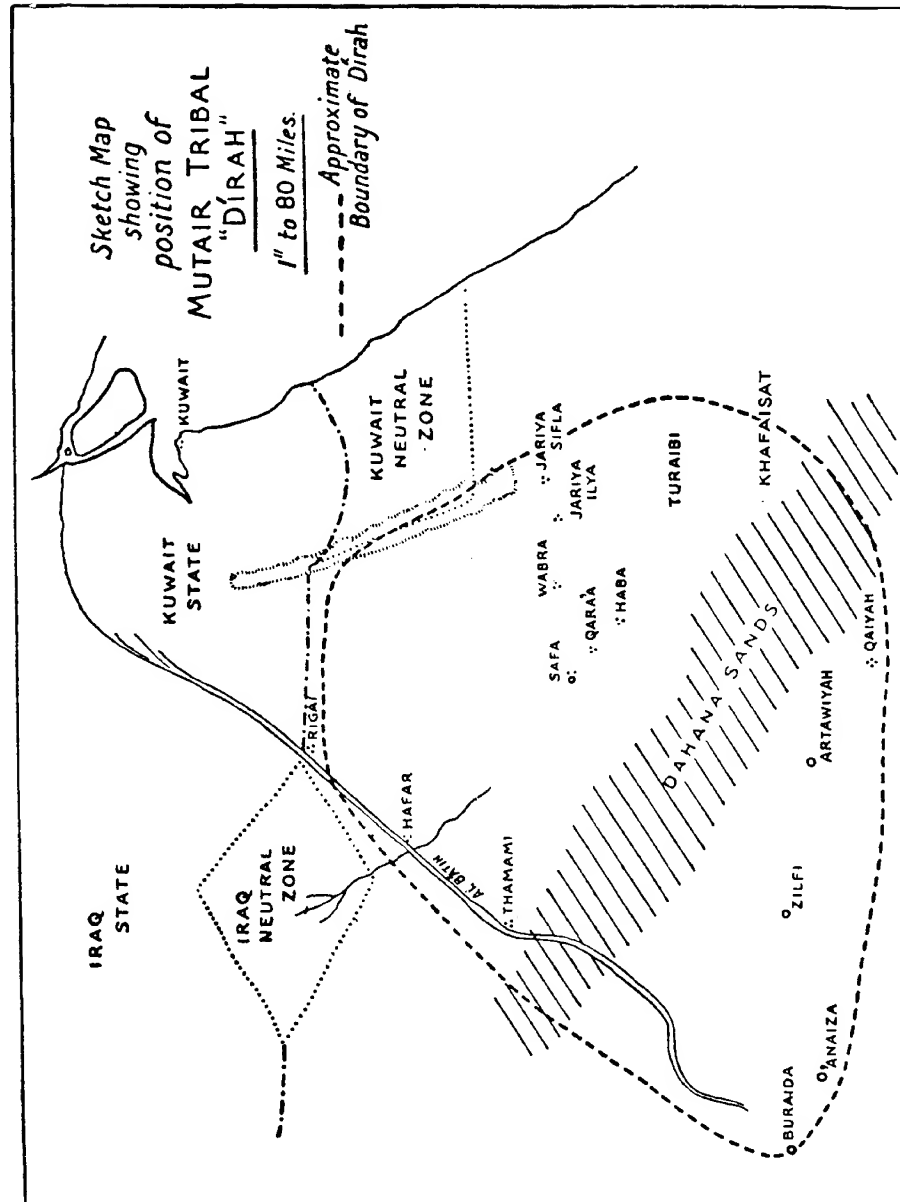 Sketch Map
showing
position of
MUTAIR TRIBAL
"DÍRAH"
1" to 80 Miles.
Approximate
Boundary of Dirah
IRAQ
STATE
KUWAIT
STATE
KUWAIT
IRAQ
NEUTRAL
ZONE
KUWAIT
NEUTRAL
ZONE
RIGAI
HAFAR
AL BĀTIN
THAMAMI
SAFA
WABRA
QARA'A
HABA
JARIYA
SIFLA
JARIYA
ILYA
TURAIBI
KHAFAISAT
DAHANA SANDS
BURAIDA
ANAIZA
ZILFI
ARTAWIYAH
QAIYAH